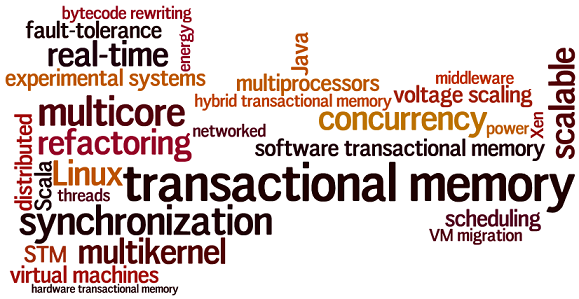 bytecode rewriting
fault-tolerance
real-time
energy
experimental systems
Java
multiprocessors
middleware
hybrid transactional memory
voltage scaling
scalable
multicore
concurrency
power
Xen
refactoring
networked
software transactional memory
distributed
Scala
Linux
threads
transactional memory
synchronization
scheduling
VM migration
STM
multikernel
virtual machines
hardware transactional memory